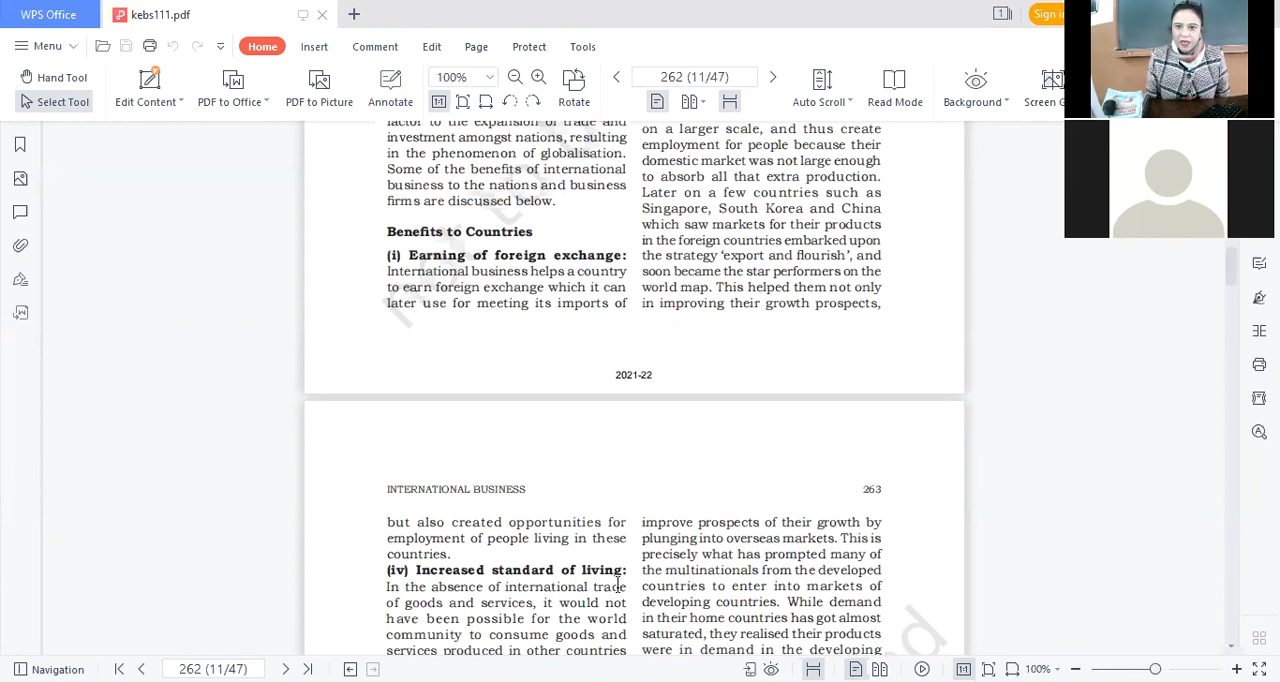 WPS Office
kebs111.pdf
Sign in
Menu
Home
Insert
Comment
Edit
Page
Protect
Tools
Hand Tool
Select Tool
Edit Content
PDF to Office
PDF to Picture
Annotate
100%
Rotate
262 (11/47)
Auto Scroll
Read Mode
Background
Screen G
factor to the expansion of trade and
investment amongst nations, resulting
in the phenomenon of globalisation.
Some of the benefits of international
business to the nations and business
firms are discussed below.
Benefits to Countries
(i) Earning of foreign exchange:
International business helps a country
to earn foreign exchange which it can
later use for meeting its imports of
on a larger scale, and thus create
employment for people because their
domestic market was not large enough
to absorb all that extra production.
Later on a few countries such as
Singapore, South Korea and China
which saw markets for their products
in the foreign countries embarked upon
the strategy ‘export and flourish’, and
soon became the star performers on the
world map. This helped them not only
in improving their growth prospects,
2021-22
INTERNATIONAL BUSINESS
263
but also created opportunities for
employment of people living in these
countries.
(iv) Increased standard of living:
In the absence of international trade
of goods and services, it would not
have been possible for the world
community to consume goods and
services produced in other countries
improve prospects of their growth by
plunging into overseas markets. This is
precisely what has prompted many of
the multinationals from the developed
countries to enter into markets of
developing countries. While demand
in their home countries has got almost
saturated, they realised their products
were in demand in the developing
Navigation
262 (11/47)
100%